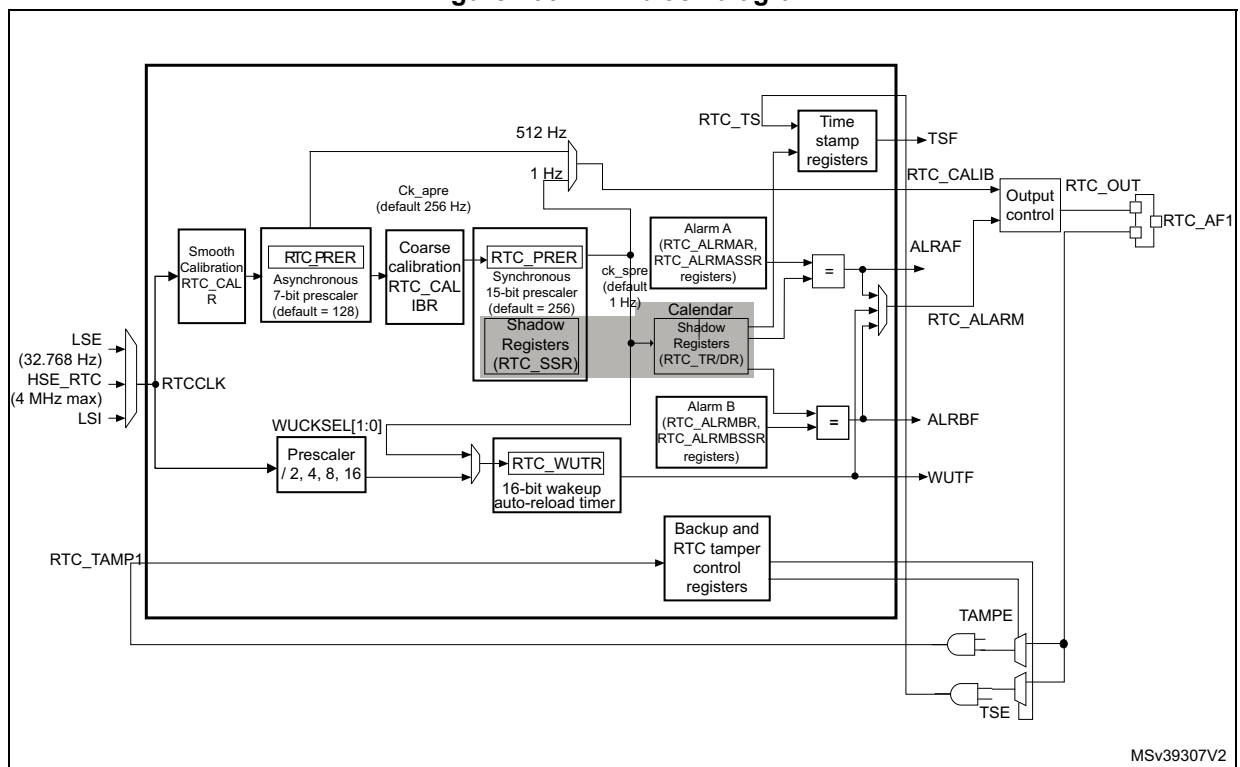 RTC_TS
Time
stamp
registers
TSF
512 Hz
1 Hz
RTC_CALIB
Output
control
RTC_OUT
RTC_AF1
Ck_apre
(default 256 Hz)
Smooth
Calibration
RTC_CAL
R
RTC_PRER
Asynchronous
7-bit prescaler
(default = 128)
Coarse
calibration
RTC_CAL
IBR
RTC_PRER
Synchronous
15-bit prescaler
(default = 256)
Shadow
Registers
(RTC_SSR)
ck_spre
(default
1 Hz)
Calendar
Shadow
Registers
(RTC_TR/DR)
Alarm A
(RTC_ALRMAR,
RTC_ALRMASSR
registers)
=
ALRAF
RTC_ALARM
LSE
(32.768 Hz)
HSE_RTC
(4 MHz max)
LSI
RTCCLK
Alarm B
(RTC_ALRMBR,
RTC_ALRMBSSR
registers)
=
ALRBF
WUCKSEL[1:0]
Prescaler
/ 2, 4, 8, 16
RTC_WUTR
16-bit wakeup
auto-reload timer
WUTF
RTC_TAMP1
Backup and
RTC tamper
control
registers
TAMPE
TSE
MSv39307V2